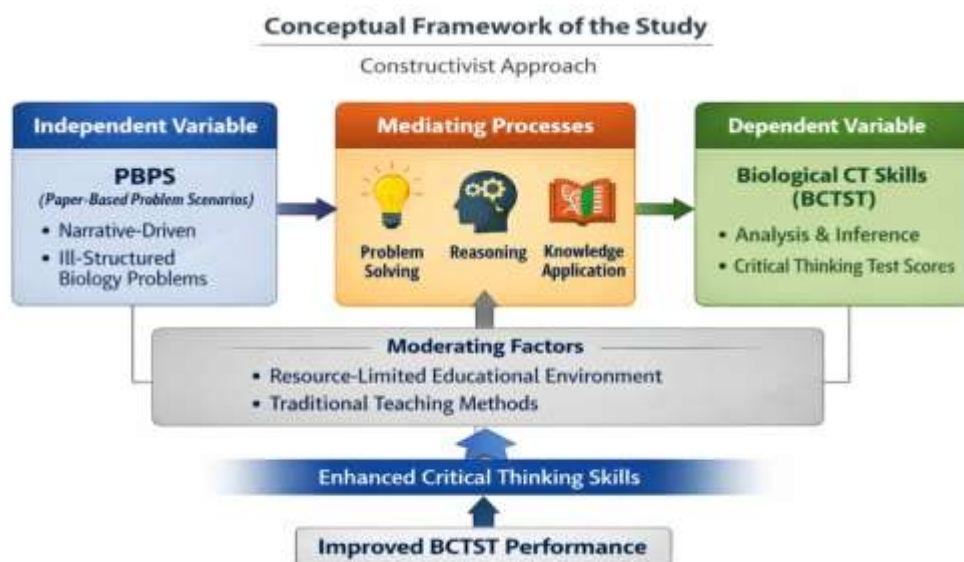 Conceptual Framework of the Study
Constructivist Approach
Independent Variable
PBPS
(Paper-Based Problem Scenarios)
• Narrative-Driven
• Ill-Structured
Biology Problems
Mediating Processes
Problem
Solving
Reasoning
Knowledge
Application
Dependent Variable
Biological CT Skills
(BCTST)
• Analysis & Inference
• Critical Thinking Test Scores
Moderating Factors
• Resource-Limited Educational Environment
• Traditional Teaching Methods
Enhanced Critical Thinking Skills
Improved BCTST Performance